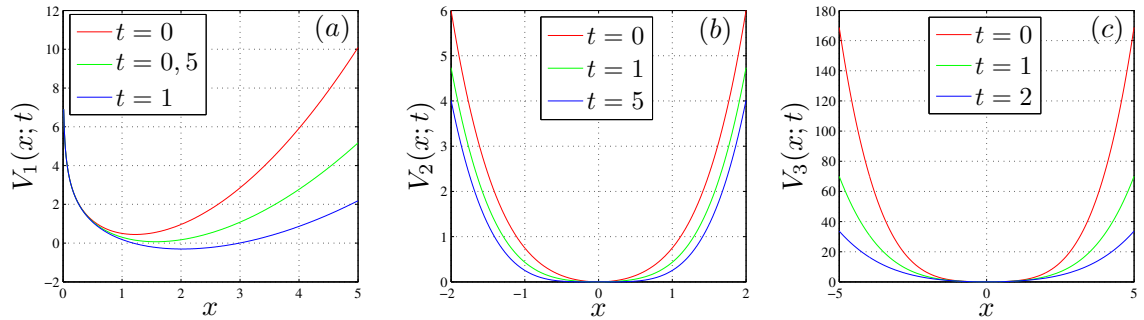 (a)
t = 0
t = 0, 5
t = 1
V₁(x; t)
12
10
8
6
4
2
0
−2
0 1 2 3 4 5
x
(b)
t = 0
t = 1
t = 5
V₂(x; t)
6
5
4
3
2
1
0
−2 −1 0 1 2
x
(c)
t = 0
t = 1
t = 2
V₃(x; t)
180
160
140
120
100
80
60
40
20
0
−5 0 5
x